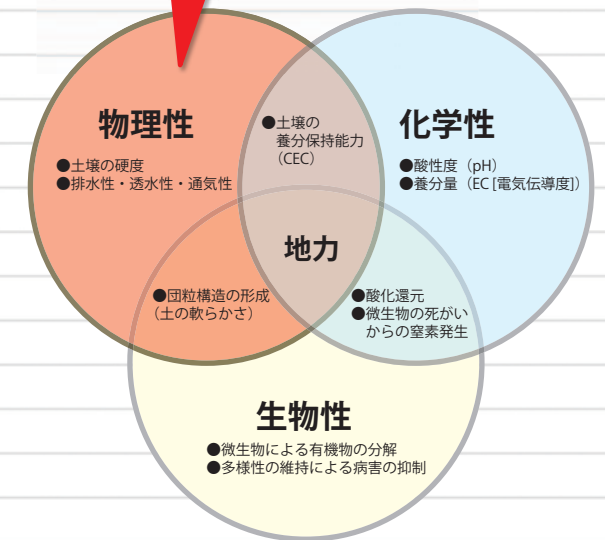 物理性
●土壌の硬度
●排水性・透水性・通気性
●土壌の
養分保持能力
（CEC）
化学性
●酸性度（pH）
●養分量（EC [電気伝導度]）
地力
●団粒構造の形成
（土の軟らかさ）
●酸化還元
●微生物の死がい
からの窒素発生
生物性
●微生物による有機物の分解
●多様性の維持による病害の抑制